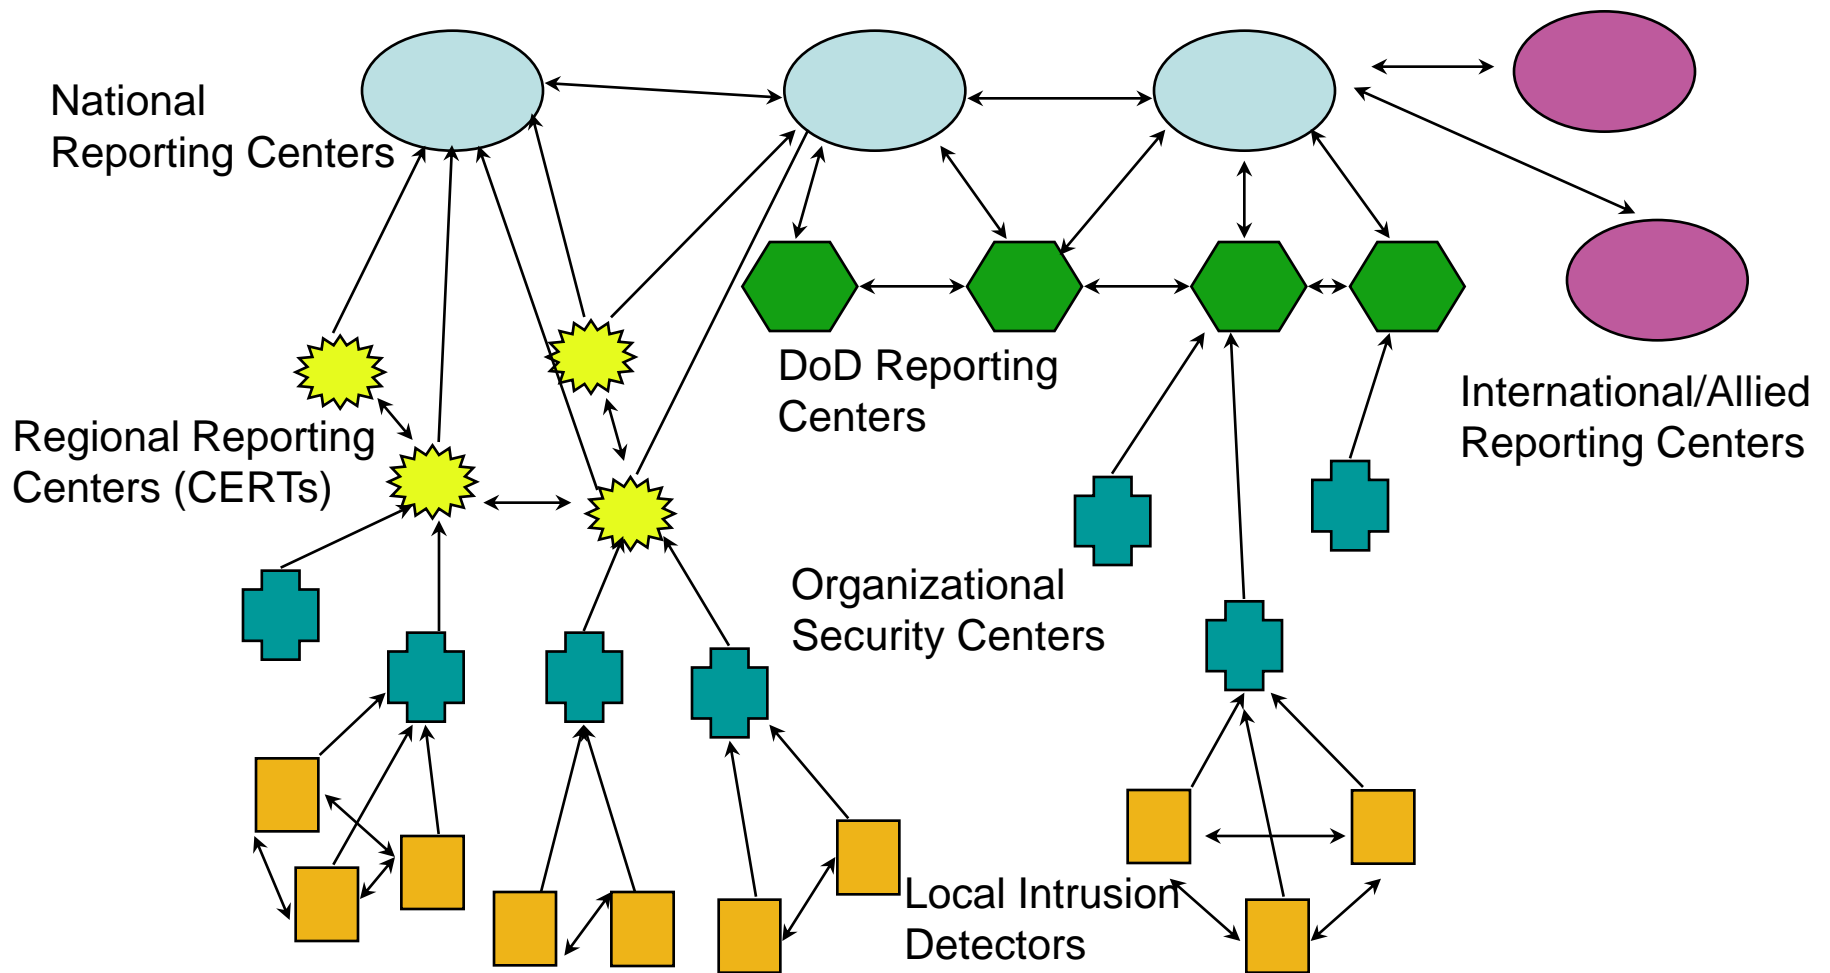 National
Reporting Centers
DoD Reporting
Centers
International/Allied
Reporting Centers
Regional Reporting
Centers (CERTs)
Organizational
Security Centers
Local Intrusion
Detectors